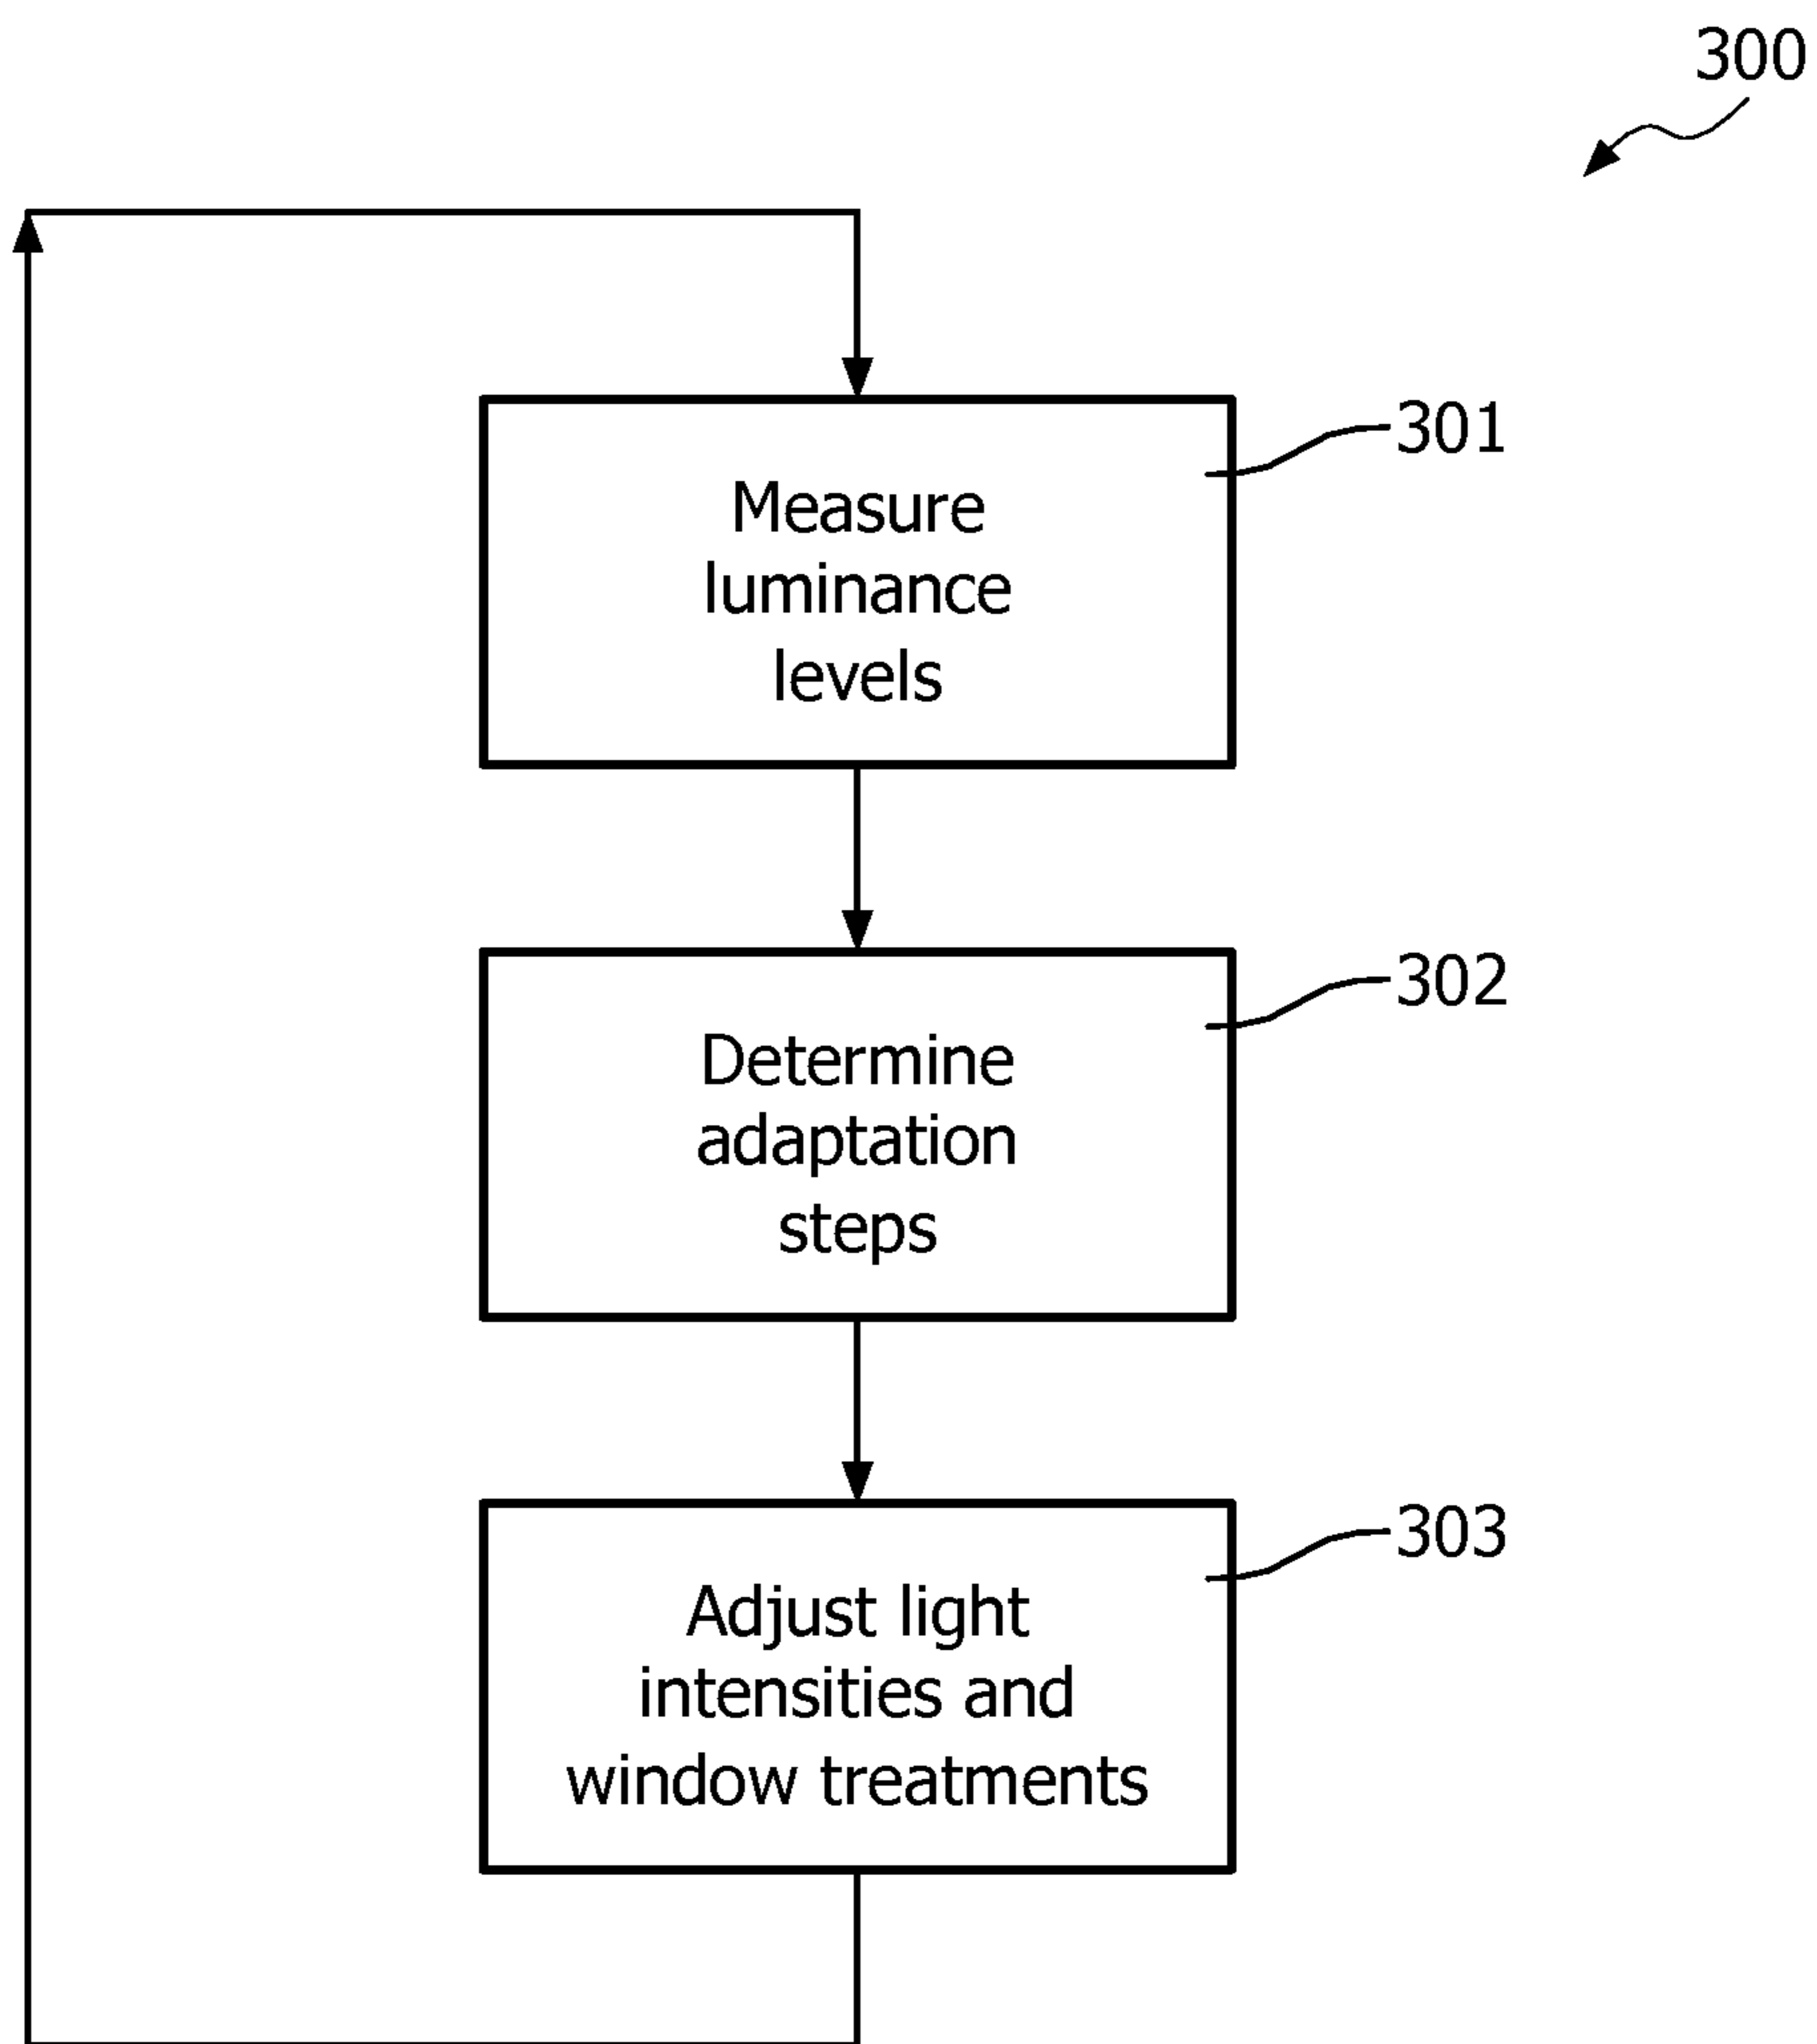 300
301
Measure
luminance
levels
302
Determine
adaptation
steps
303
Adjust light
intensities and
window treatments